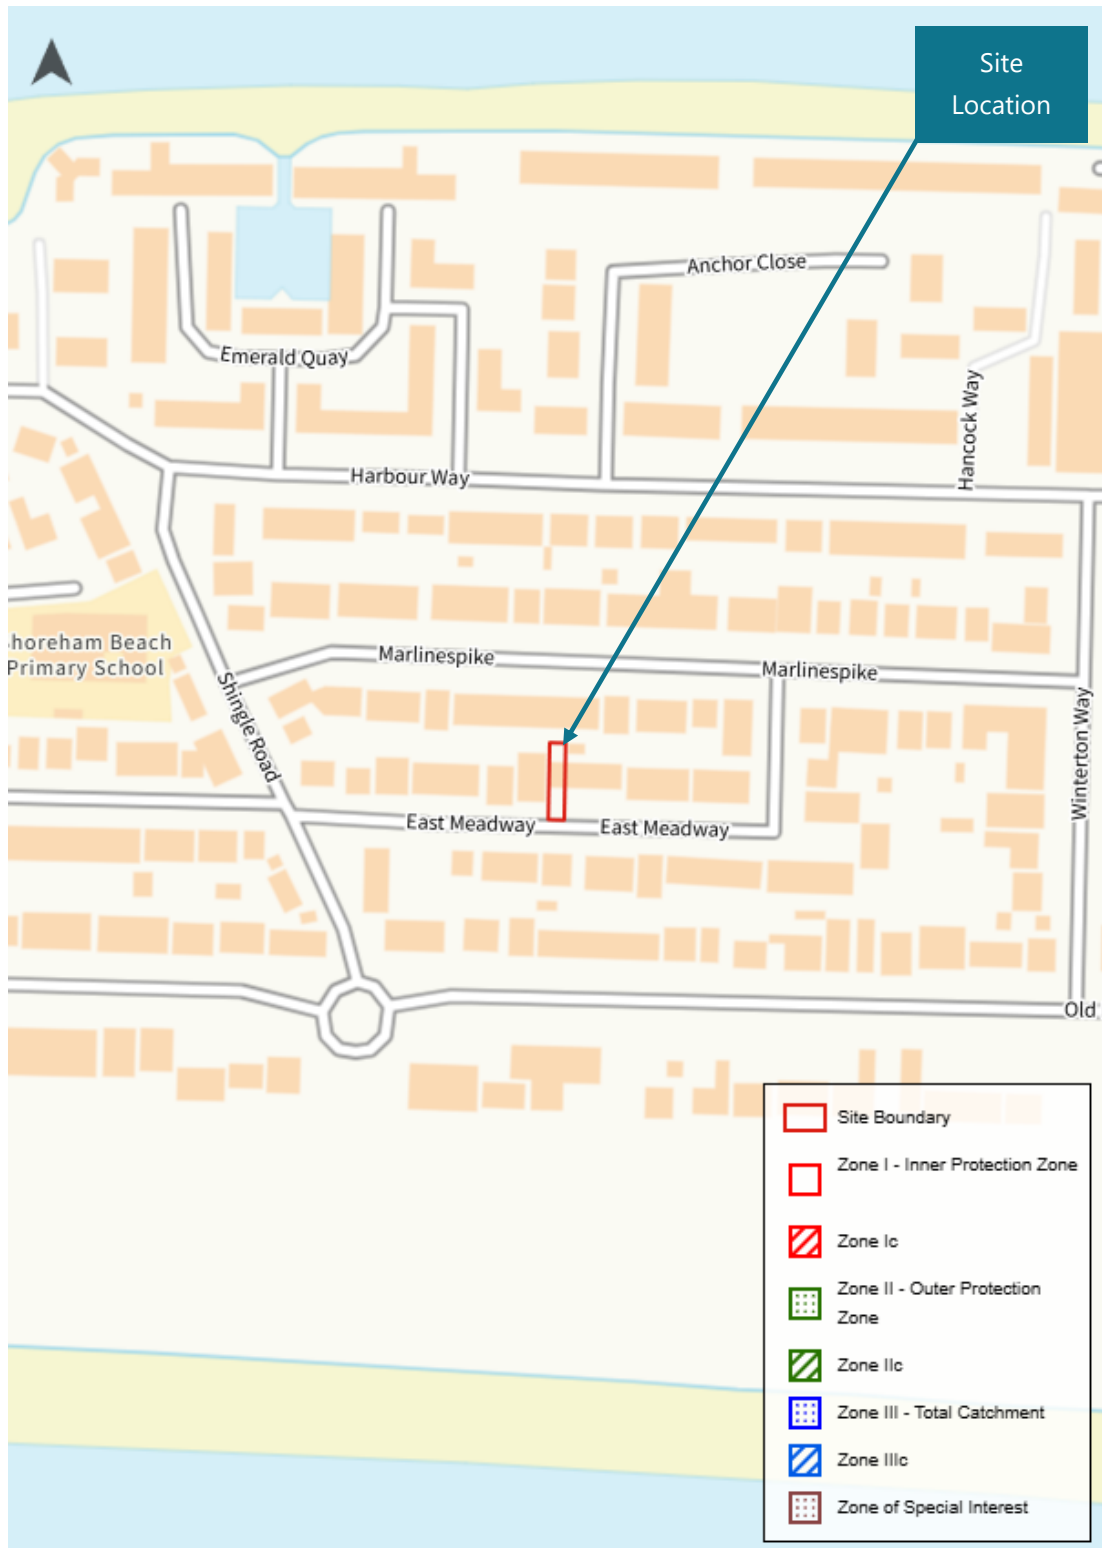 Site
Location
Anchor Close
Emerald Quay
Hancock Way
Harbour Way
horeham Beach
Primary School
Marlinespike
Marlinespike
Shingle Road
Winterton Way
East Meadway
East Meadway
Old
Site Boundary
Zone I - Inner Protection Zone
Zone Ic
Zone II - Outer Protection
Zone
Zone IIc
Zone III - Total Catchment
Zone IIIc
Zone of Special Interest